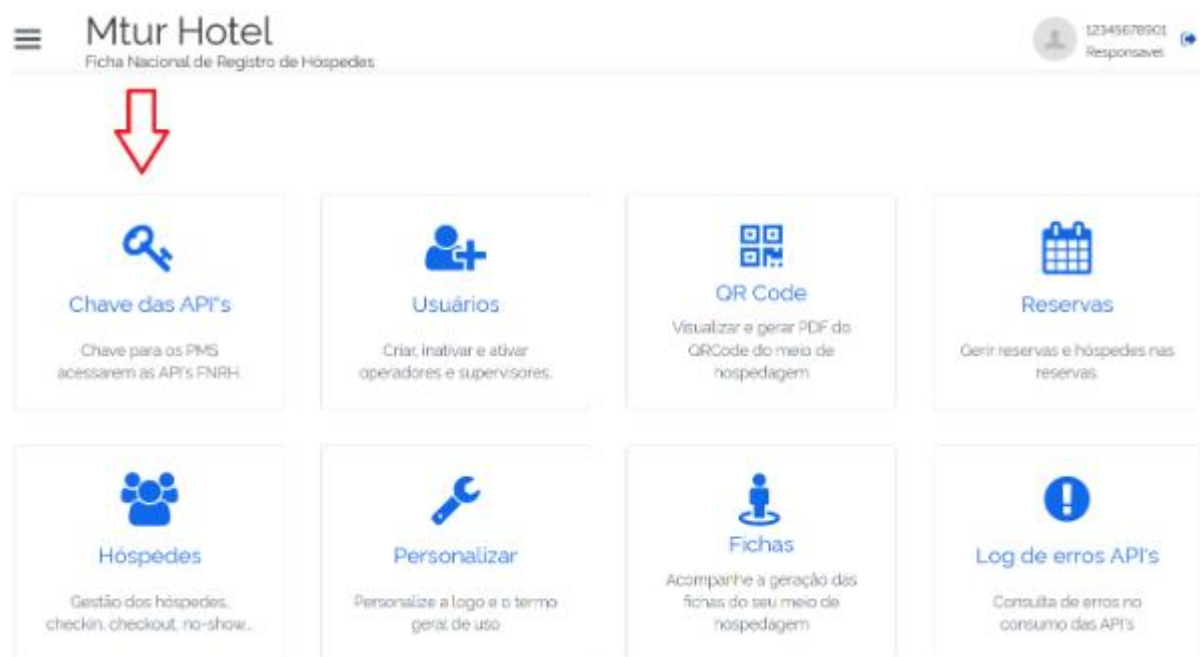 Mtur Hotel
Ficha Nacional de Registro de Hóspedes
12345678901
Responsavel
Chave das API"s
Chave para os PMS
acessarem as API's FNRH.
Usuários
Criar, inativar e ativar
operadores e supervisores.
QR Code
Visualizar e gerar PDF do
QRCode do meio de
hospedagem
Reservas
Gerir reservas e hóspedes nas
reservas.
Hóspedes
Gestão dos hóspedes,
checkin, checkout, no-show...
Personalizar
Personalize a logo e o termo
geral de uso
Fichas
Acompanhe a geração das
fichas do seu meio de
hospedagem
Log de erros API's
Consulta de erros no
consumo das API's